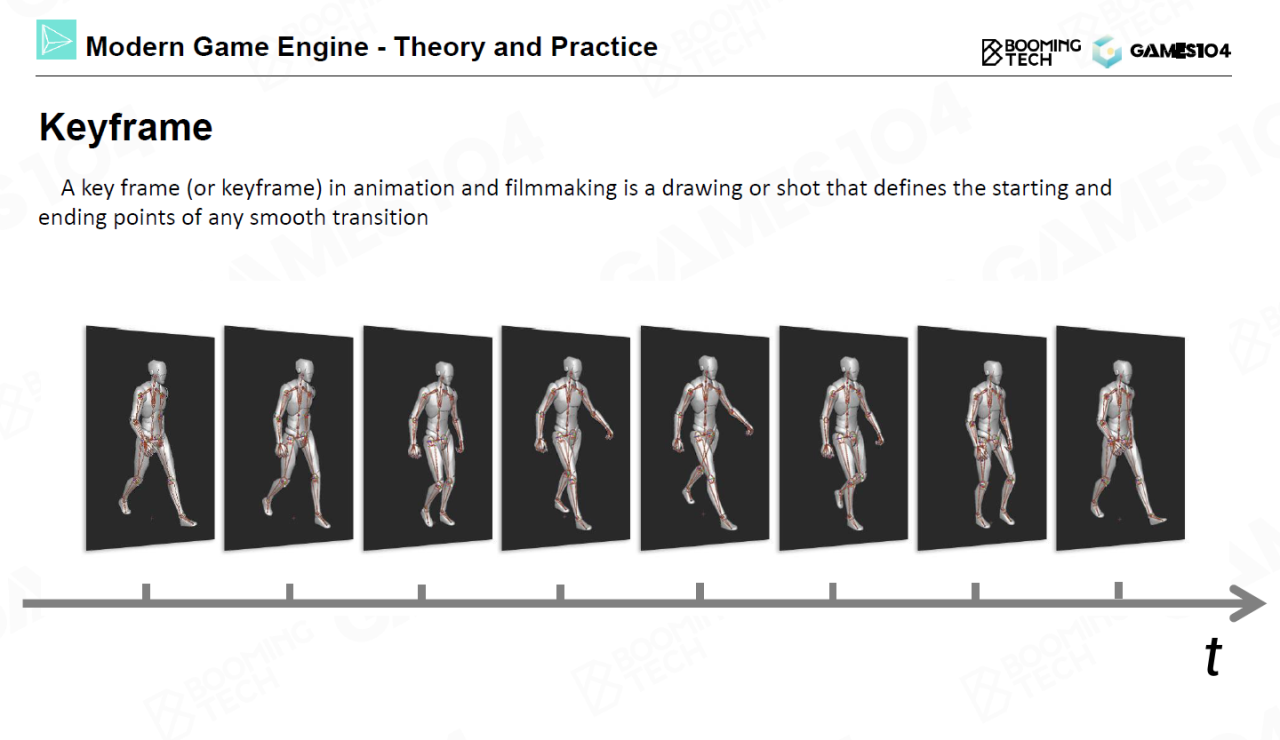 Modern Game Engine - Theory and Practice
BOOMING
TECH
GAMES104
Keyframe
A key frame (or keyframe) in animation and filmmaking is a drawing or shot that defines the starting and
ending points of any smooth transition
t